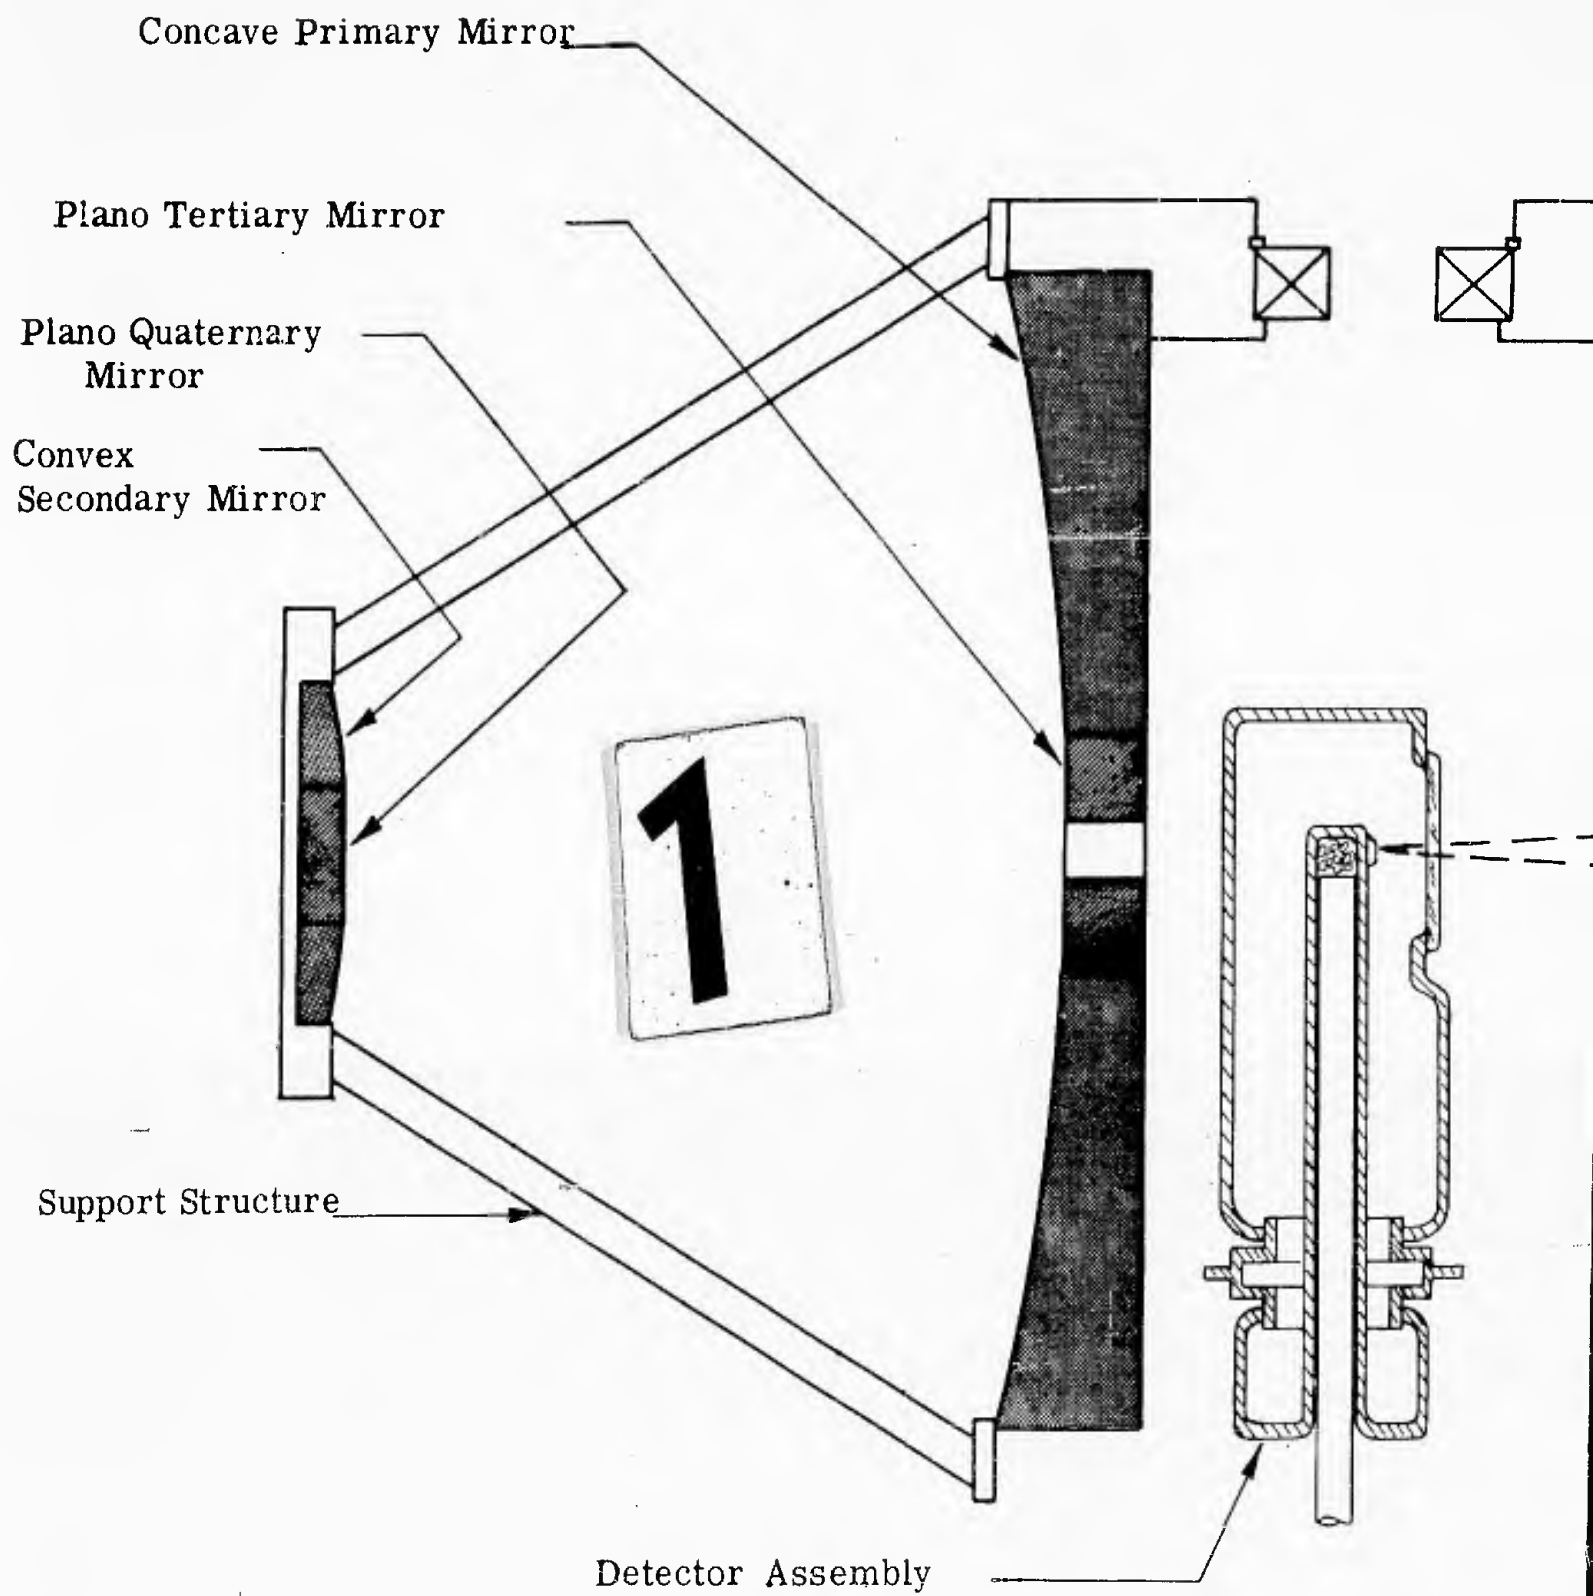 Concave Primary Mirror
Plano Tertiary Mirror
Plano Quaternary
Mirror
Convex
Secondary Mirror
1
Support Structure
Detector Assembly